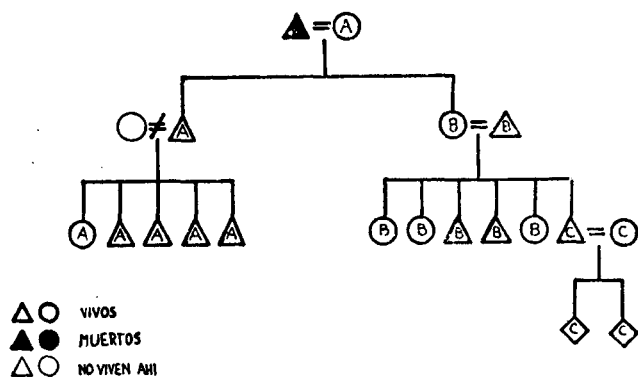 = A
≠ A B = B
A A A A A B B B B B C = C
C C
VIVOS
MUERTOS
NO VIVEN AHI